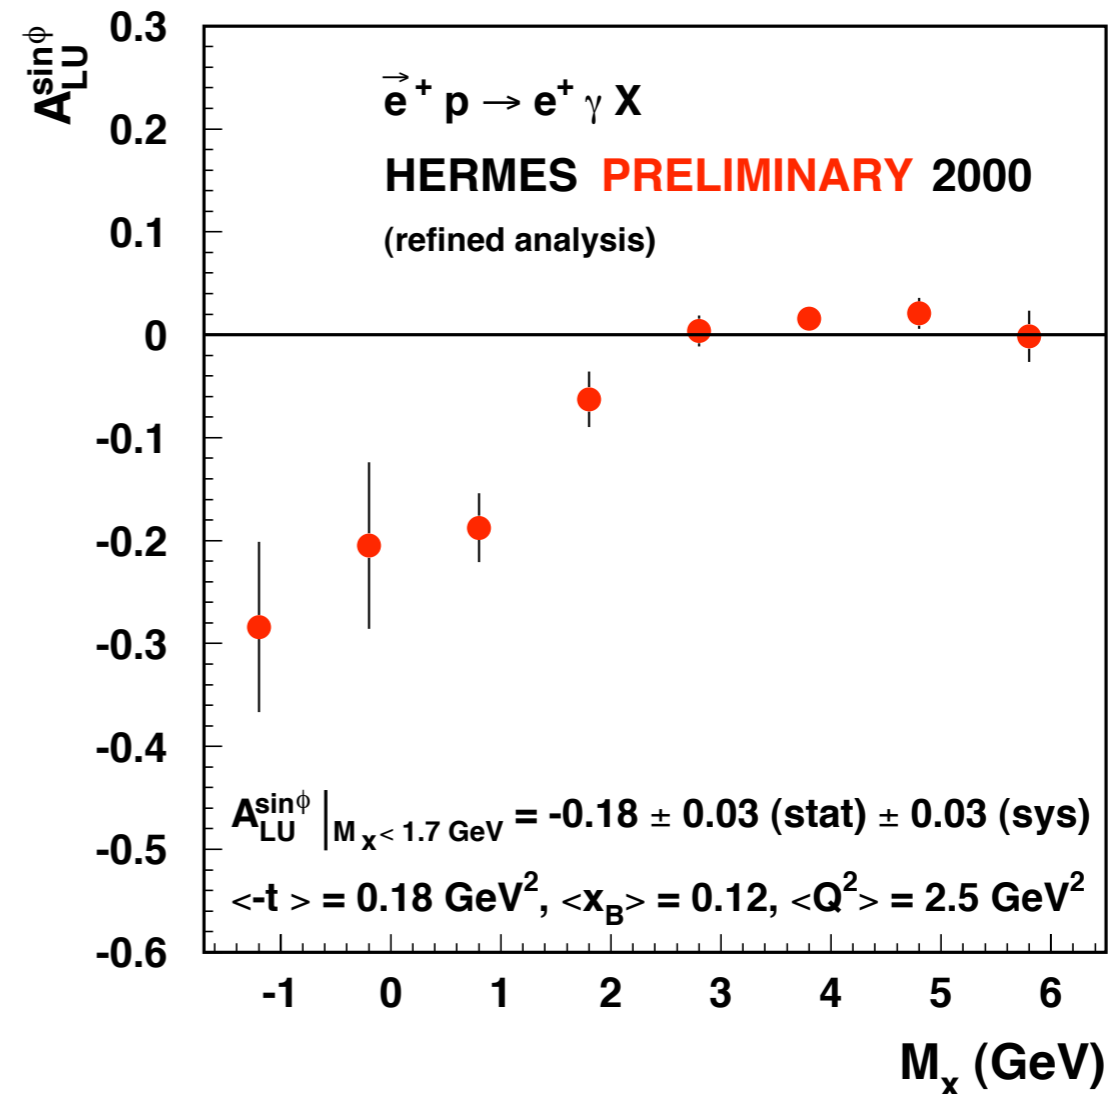 A_LU^sinϕ
0.3
0.2
0.1
0
-0.1
-0.2
-0.3
-0.4
-0.5
-0.6
e⃗⁺ p → e⁺ γ X
HERMES PRELIMINARY 2000
(refined analysis)
A_LU^sinϕ |_M_x < 1.7 GeV = -0.18 ± 0.03 (stat) ± 0.03 (sys)
<-t > = 0.18 GeV², <x_B> = 0.12, <Q²> = 2.5 GeV²
-1 0 1 2 3 4 5 6
M_x (GeV)